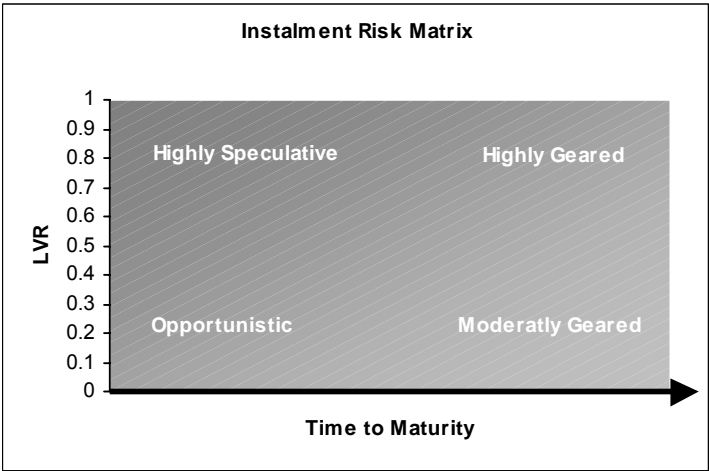 Instalment Risk Matrix
1
0.9
Highly Speculative Highly Geared
0.8
0.7
0.6
0.5
LVR
0.4
0.3
Opportunistic Moderatly Geared
0.2
0.1
0
Time to Maturity